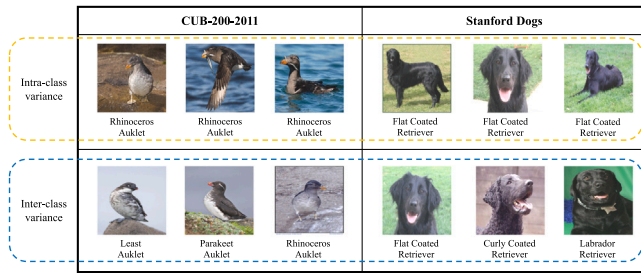 CUB-200-2011 Stanford Dogs
Intra-class
variance
Rhinoceros
Auklet
Rhinoceros
Auklet
Rhinoceros
Auklet
Flat Coated
Retriever
Flat Coated
Retriever
Flat Coated
Retriever
Inter-class
variance
Least
Auklet
Parakeet
Auklet
Rhinoceros
Auklet
Flat Coated
Retriever
Curly Coated
Retriever
Labrador
Retriever